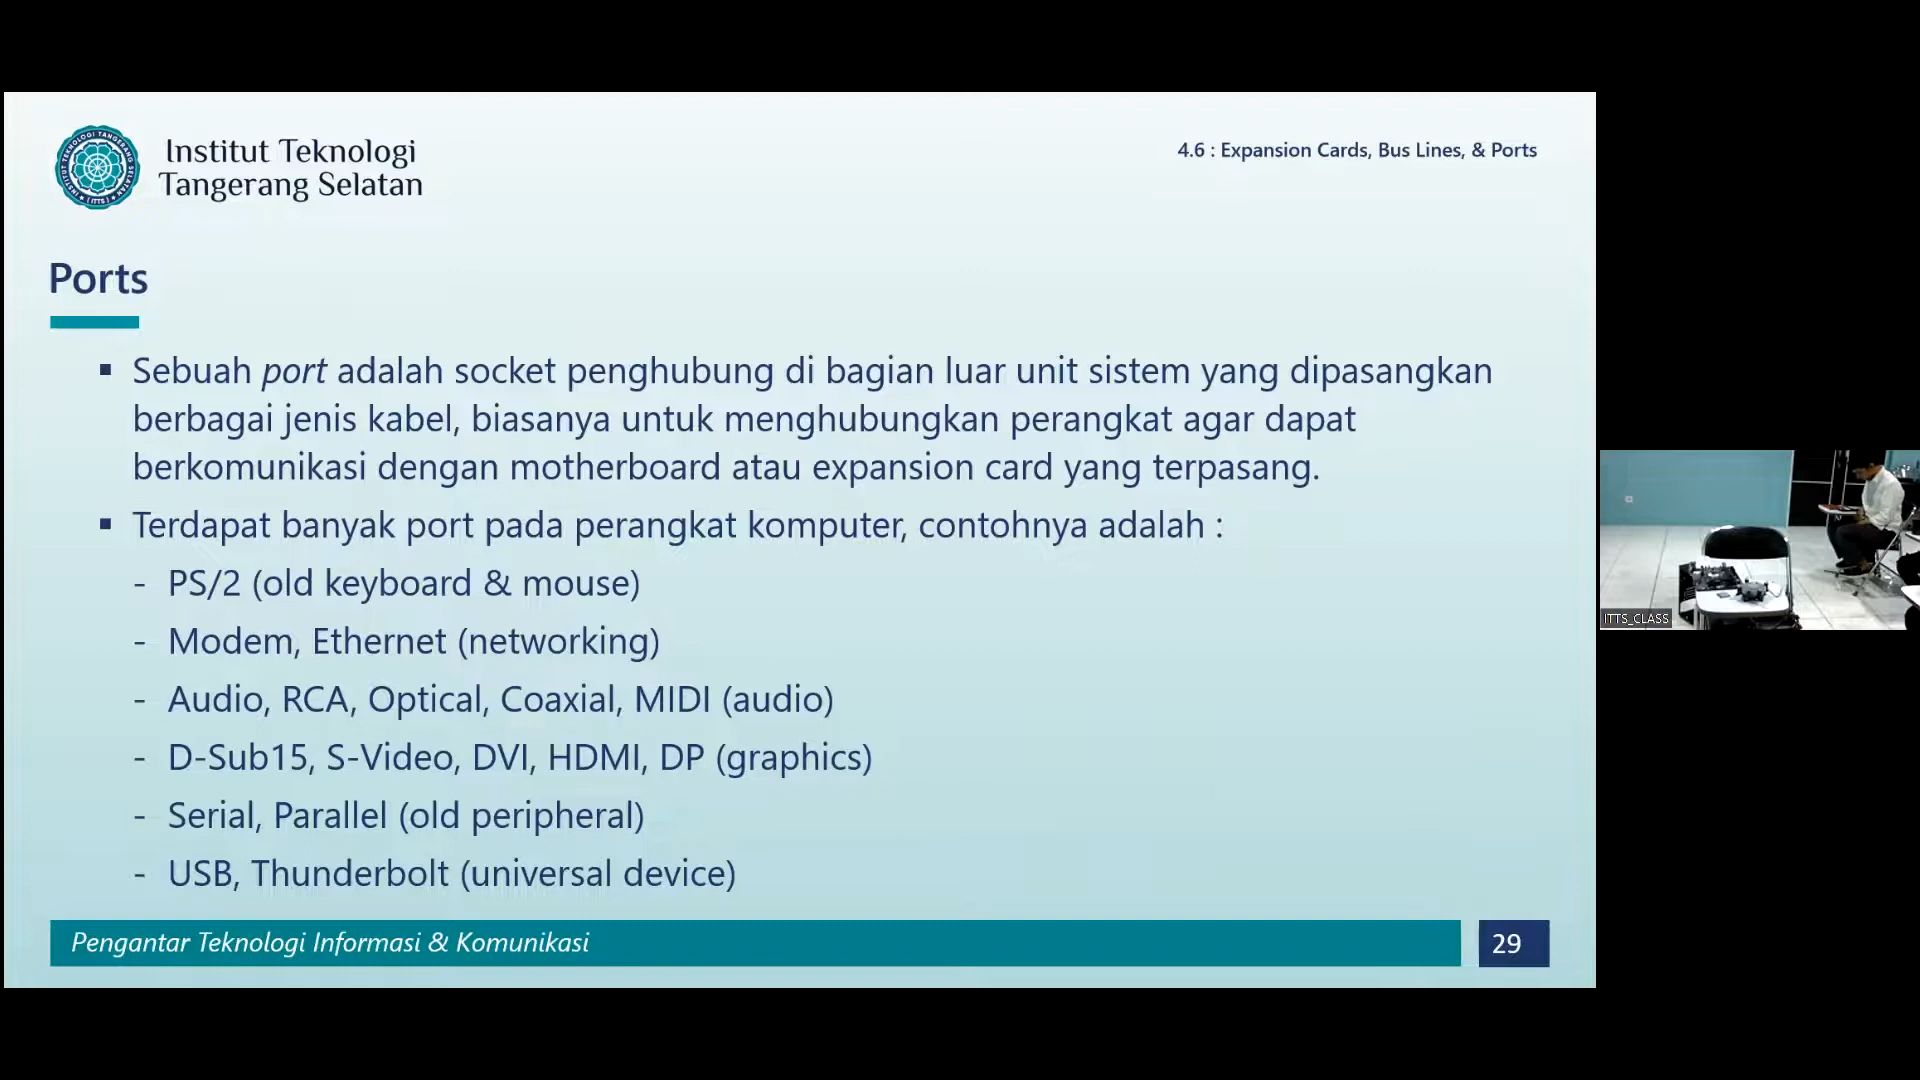 Institut Teknologi
Tangerang Selatan
4.6 : Expansion Cards, Bus Lines, & Ports
Ports
▪ Sebuah port adalah socket penghubung di bagian luar unit sistem yang dipasangkan
berbagai jenis kabel, biasanya untuk menghubungkan perangkat agar dapat
berkomunikasi dengan motherboard atau expansion card yang terpasang.
▪ Terdapat banyak port pada perangkat komputer, contohnya adalah :
- PS/2 (old keyboard & mouse)
- Modem, Ethernet (networking)
- Audio, RCA, Optical, Coaxial, MIDI (audio)
- D-Sub15, S-Video, DVI, HDMI, DP (graphics)
- Serial, Parallel (old peripheral)
- USB, Thunderbolt (universal device)
Pengantar Teknologi Informasi & Komunikasi
29
ITTS_CLASS